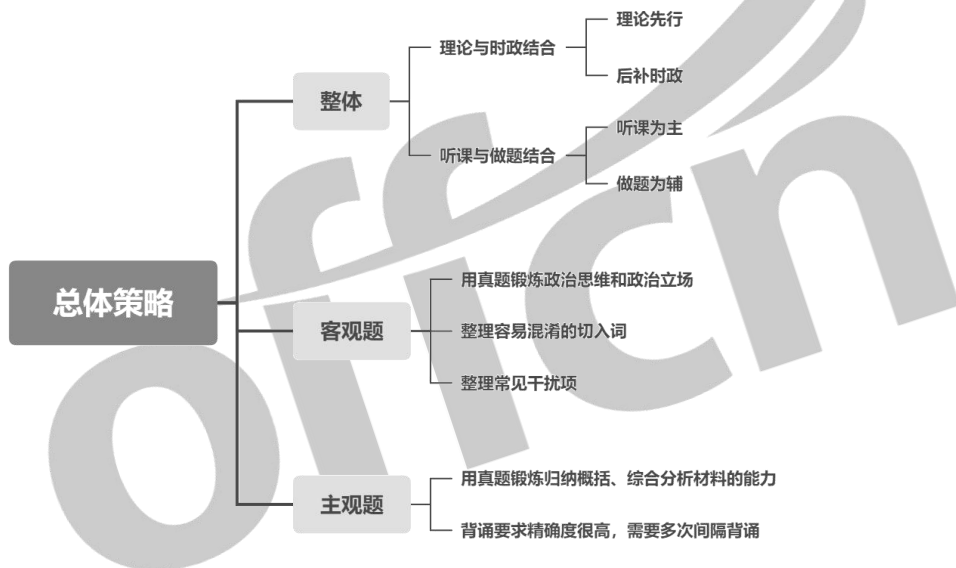 总体策略
整体
理论与时政结合
理论先行
后补时政
听课与做题结合
听课为主
做题为辅
客观题
用真题锻炼政治思维和政治立场
整理容易混淆的切入词
整理常见干扰项
主观题
用真题锻炼归纳概括、综合分析材料的能力
背诵要求精确度很高，需要多次间隔背诵
offcn